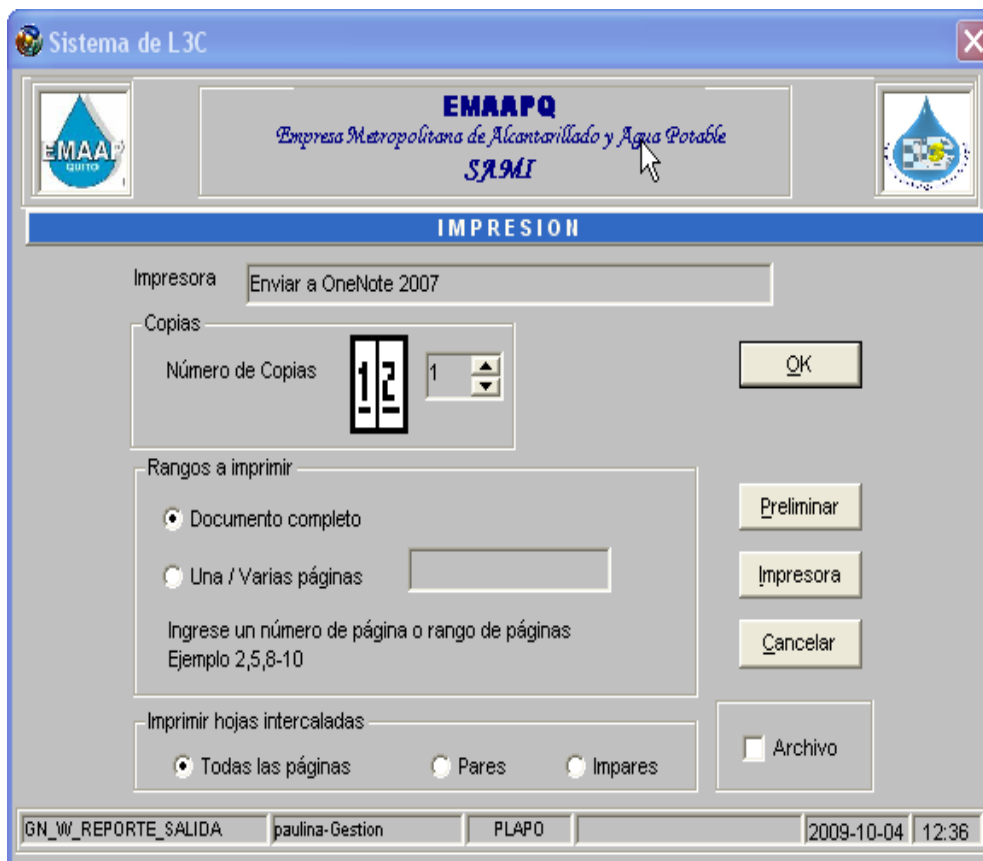 Sistema de L3C
EMAAP
QUITO
EMAAPQ
Empresa Metropolitana de Alcantarillado y Agua Potable
SAMI
IMPRESION
Impresora Enviar a OneNote 2007
Copias
Número de Copias 12 1
OK
Rangos a imprimir
Documento completo
Una / Varias páginas
Ingrese un número de página o rango de páginas
Ejemplo 2,5,8-10
Preliminar
Impresora
Cancelar
Imprimir hojas intercaladas
Todas las páginas Pares Impares
Archivo
GN_W_REPORTE_SALIDA paulina-Gestion PLAPO 2009-10-04 12:36